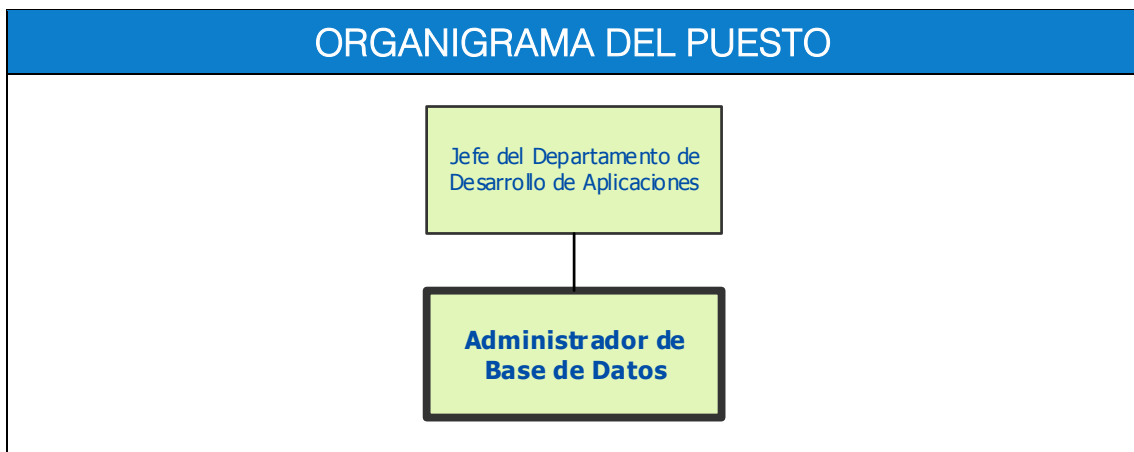 ORGANIGRAMA DEL PUESTO
Jefe del Departamento de
Desarrollo de Aplicaciones
Administrador de
Base de Datos